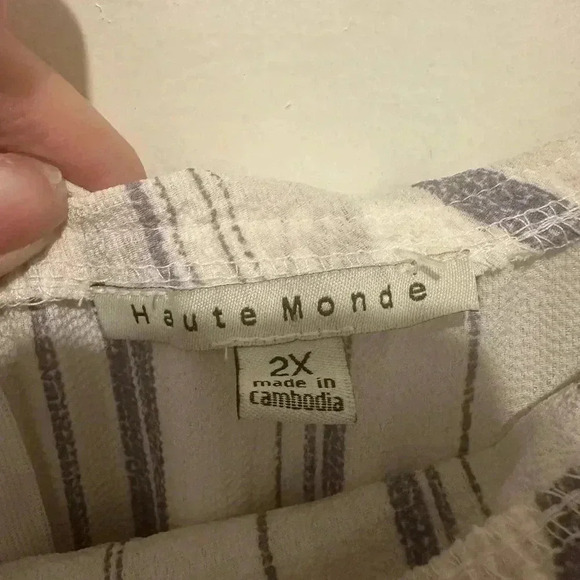 Haute Monde
2X
made in
cambodia